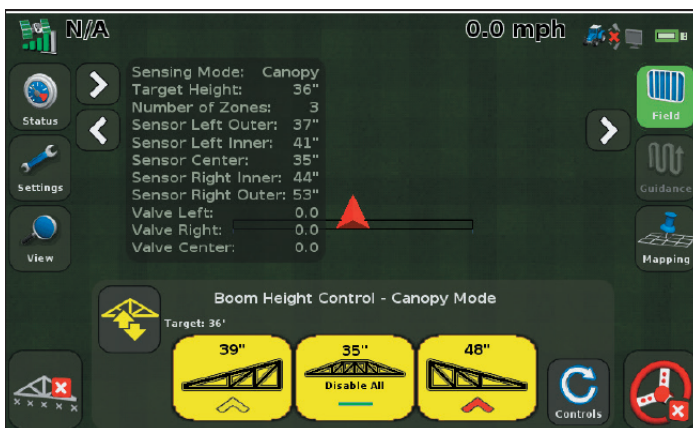 N/A
0.0 mph
Status
Settings
View
Sensing Mode: Canopy
Target Height: 36"
Number of Zones: 3
Sensor Left Outer: 37"
Sensor Left Inner: 41"
Sensor Center: 35"
Sensor Right Inner: 44"
Sensor Right Outer: 53"
Valve Left: 0.0
Valve Right: 0.0
Valve Center: 0.0
Field
Guidance
Mapping
Boom Height Control - Canopy Mode
Target: 36'
39" 35" 48"
Disable All
Controls